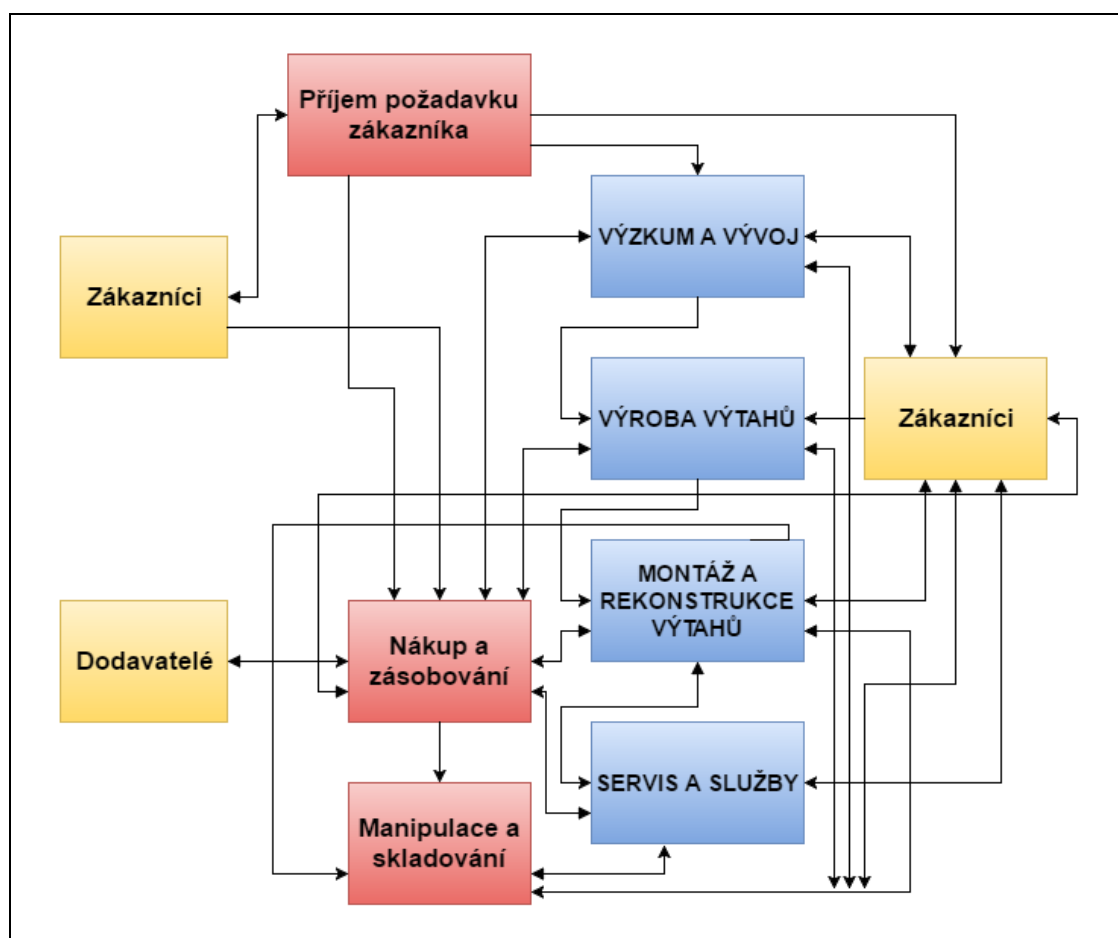 Příjem požadavku
zákazníka
VÝZKUM A VÝVOJ
Zákazníci
VÝROBA VÝTAHŮ
Zákazníci
MONTÁŽ A
REKONSTRUKCE
VÝTAHŮ
Dodavatelé
Nákup a
zásobování
SERVIS A SLUŽBY
Manipulace a
skladování